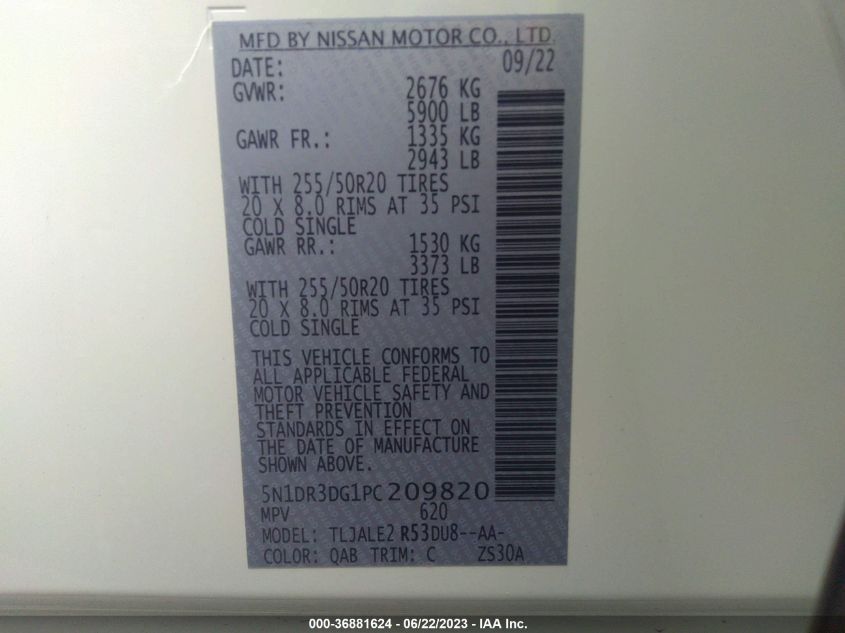 MFD BY NISSAN MOTOR CO., LTD.
DATE: 09/22
GVWR: 2676 KG
5900 LB
GAWR FR.: 1335 KG
2943 LB
WITH 255/50R20 TIRES
20 X 8.0 RIMS AT 35 PSI
COLD SINGLE
GAWR RR.: 1530 KG
3373 LB
WITH 255/50R20 TIRES
20 X 8.0 RIMS AT 35 PSI
COLD SINGLE
THIS VEHICLE CONFORMS TO
ALL APPLICABLE FEDERAL
MOTOR VEHICLE SAFETY AND
THEFT PREVENTION
STANDARDS IN EFFECT ON
THE DATE OF MANUFACTURE
SHOWN ABOVE.
5N1DR3DG1PC209820
MPV 620
MODEL: TLJALE2 R53DU8--AA-
COLOR: QAB TRIM: C ZS30A
000-36881624 - 06/22/2023 - IAA Inc.